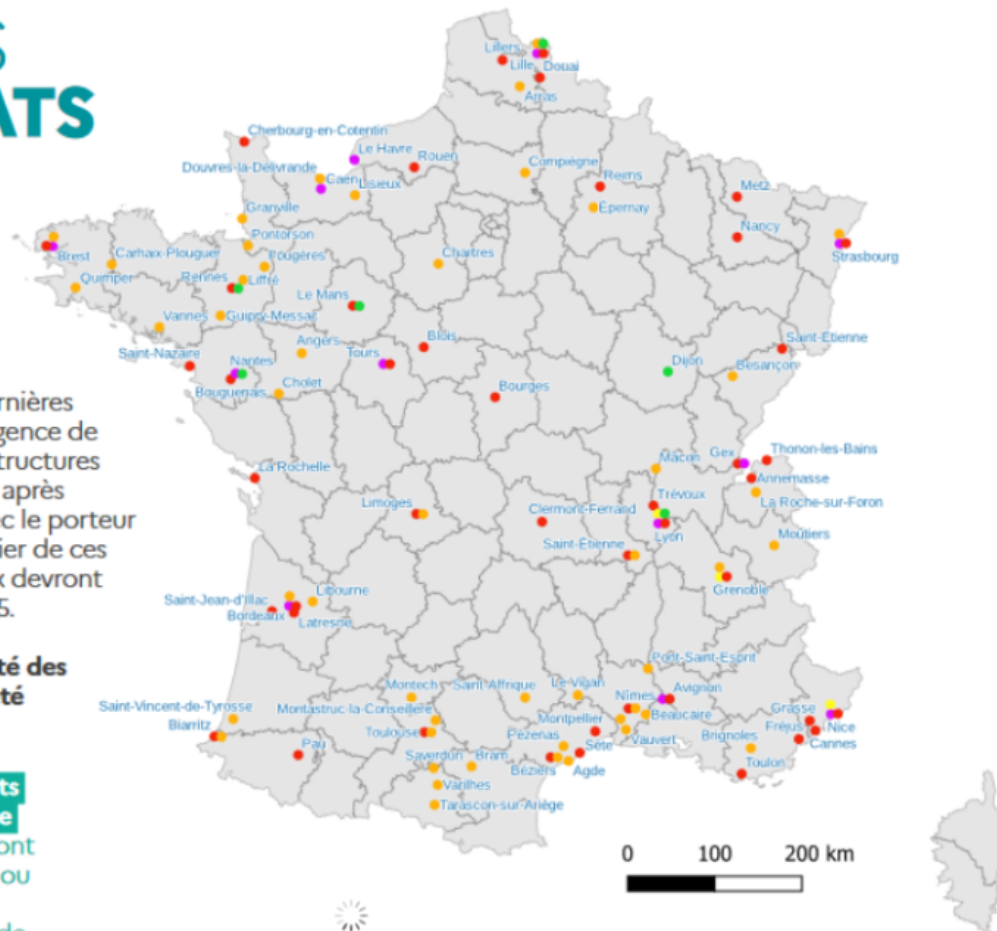 S
ATS
rnières
gence de
tructures
après
c le porteur
ier de ces
x devront
5.
té des
té
ts
e
ont
ou
de
Lillers
Lille
Douai
Arras
Cherbourg-en-Cotentin
Le Havre
Rouen
Douvres-la-Délivrande
Caen
Lisieux
Compiègne
Reims
Épernay
Metz
Nancy
Strasbourg
Granville
Pontorson
Fougères
Chartres
Brest
Carhaix-Plouguer
Quimper
Rennes
Liffré
Le Mans
Vannes
Guipry-Messac
Angers
Tours
Blois
Saint-Nazaire
Nantes
Bouguenais
Cholet
Bourges
Dijon
Saint-Étienne
Besançon
La Rochelle
Mâcon
Gex
Thonon-les-Bains
Annemasse
La Roche-sur-Foron
Limoges
Clermont-Ferrand
Trévoux
Lyon
Saint-Étienne
Moûtiers
Grenoble
Saint-Jean-d'Illac
Libourne
Bordeaux
Latresne
Pont-Saint-Esprit
Montech
Saint-Affrique
Le Vigan
Nîmes
Avignon
Grasse
Saint-Vincent-de-Tyrosse
Montastruc-la-Conseillère
Montpellier
Beaucaire
Fréjus
Nice
Biarritz
Toulouse
Pézenas
Sète
Vauvert
Brignoles
Cannes
Pau
Saverdun
Bram
Béziers
Agde
Toulon
Varilhes
Tarascon-sur-Ariège
0 100 200 km